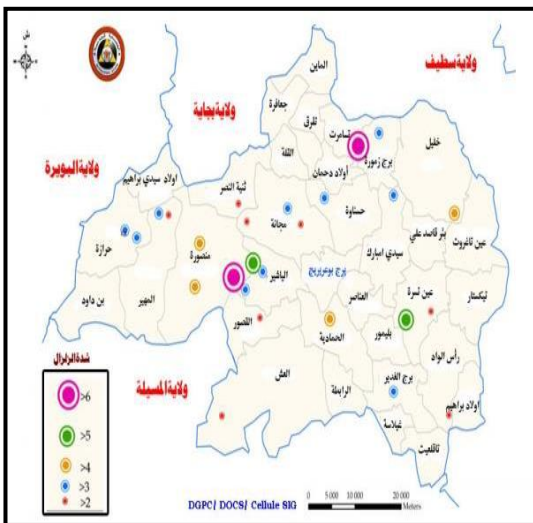 ش
ولاية سطيف
الماين
ولاية بجاية
جعافرة
تفرق
تسامرت
برج زمورة
خليل
القلة
أولاد دحمان
ولاية البويرة
اولاد سيدي براهيم
ثنية النصر
مجانة
حسناوة
بئر قاصد علي
عين تاغروت
حرازة
منصورة
سيدي امبارك
الياشير
برج بوعريريج
بن داود
المهير
العناصر
عين تسرة
تيكستار
القصور
الحمادية
بليمور
رأس الواد
شدة الزلزال
ولاية المسيلة
العش
الرابطة
برج الغدير
اولاد براهيم
غيلاسة
تاقلعيت
>6
>5
>4
>3
>2
DGPC/ DOCS/ Cellule SIG
0 5 000 10 000 20 000
Meters